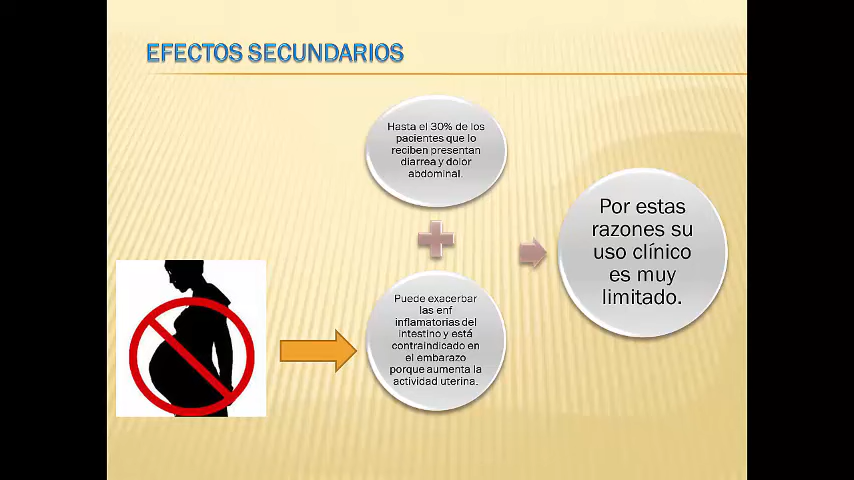 EFECTOS SECUNDARIOS
Hasta el 30% de los
pacientes que lo
reciben presentan
diarrea y dolor
abdominal.
Puede exacerbar
las enf
inflamatorias del
intestino y está
contraindicado en
el embarazo
porque aumenta la
actividad uterina.
Por estas
razones su
uso clínico
es muy
limitado.